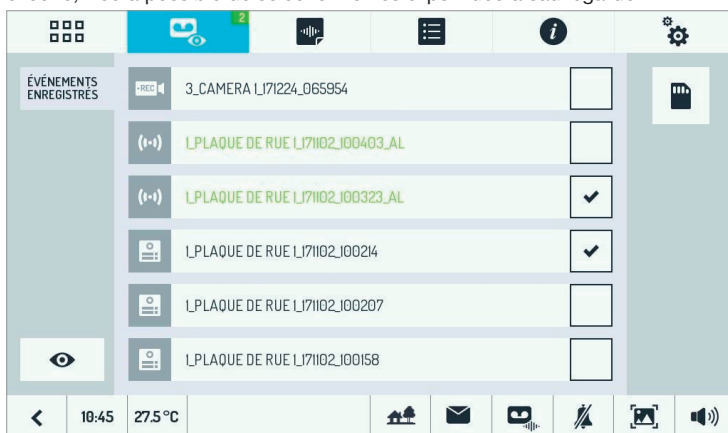 2
ÉVÉNEMENTS
ENREGISTRÉS
REC
3_CAMERA 1_171224_065954
1_PLAQUE DE RUE 1_171102_100403_AL
1_PLAQUE DE RUE 1_171102_100323_AL
1_PLAQUE DE RUE 1_171102_100214
1_PLAQUE DE RUE 1_171102_100207
1_PLAQUE DE RUE 1_171102_100158
10:45
27.5°C